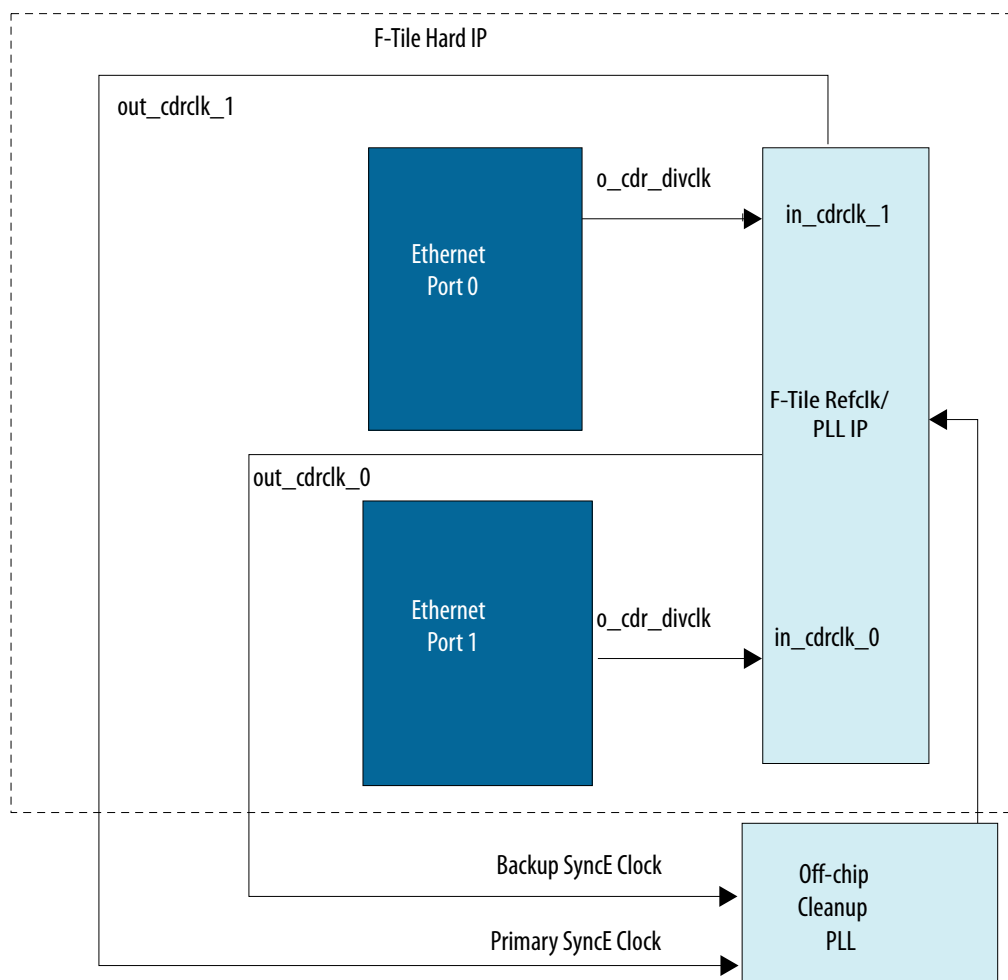 F-Tile Hard IP
out_cdrclk_1
o_cdr_divclk
in_cdrclk_1
Ethernet
Port 0
F-Tile Refclk/
PLL IP
out_cdrclk_0
Ethernet
Port 1
o_cdr_divclk
in_cdrclk_0
Backup SyncE Clock
Primary SyncE Clock
Off-chip
Cleanup
PLL